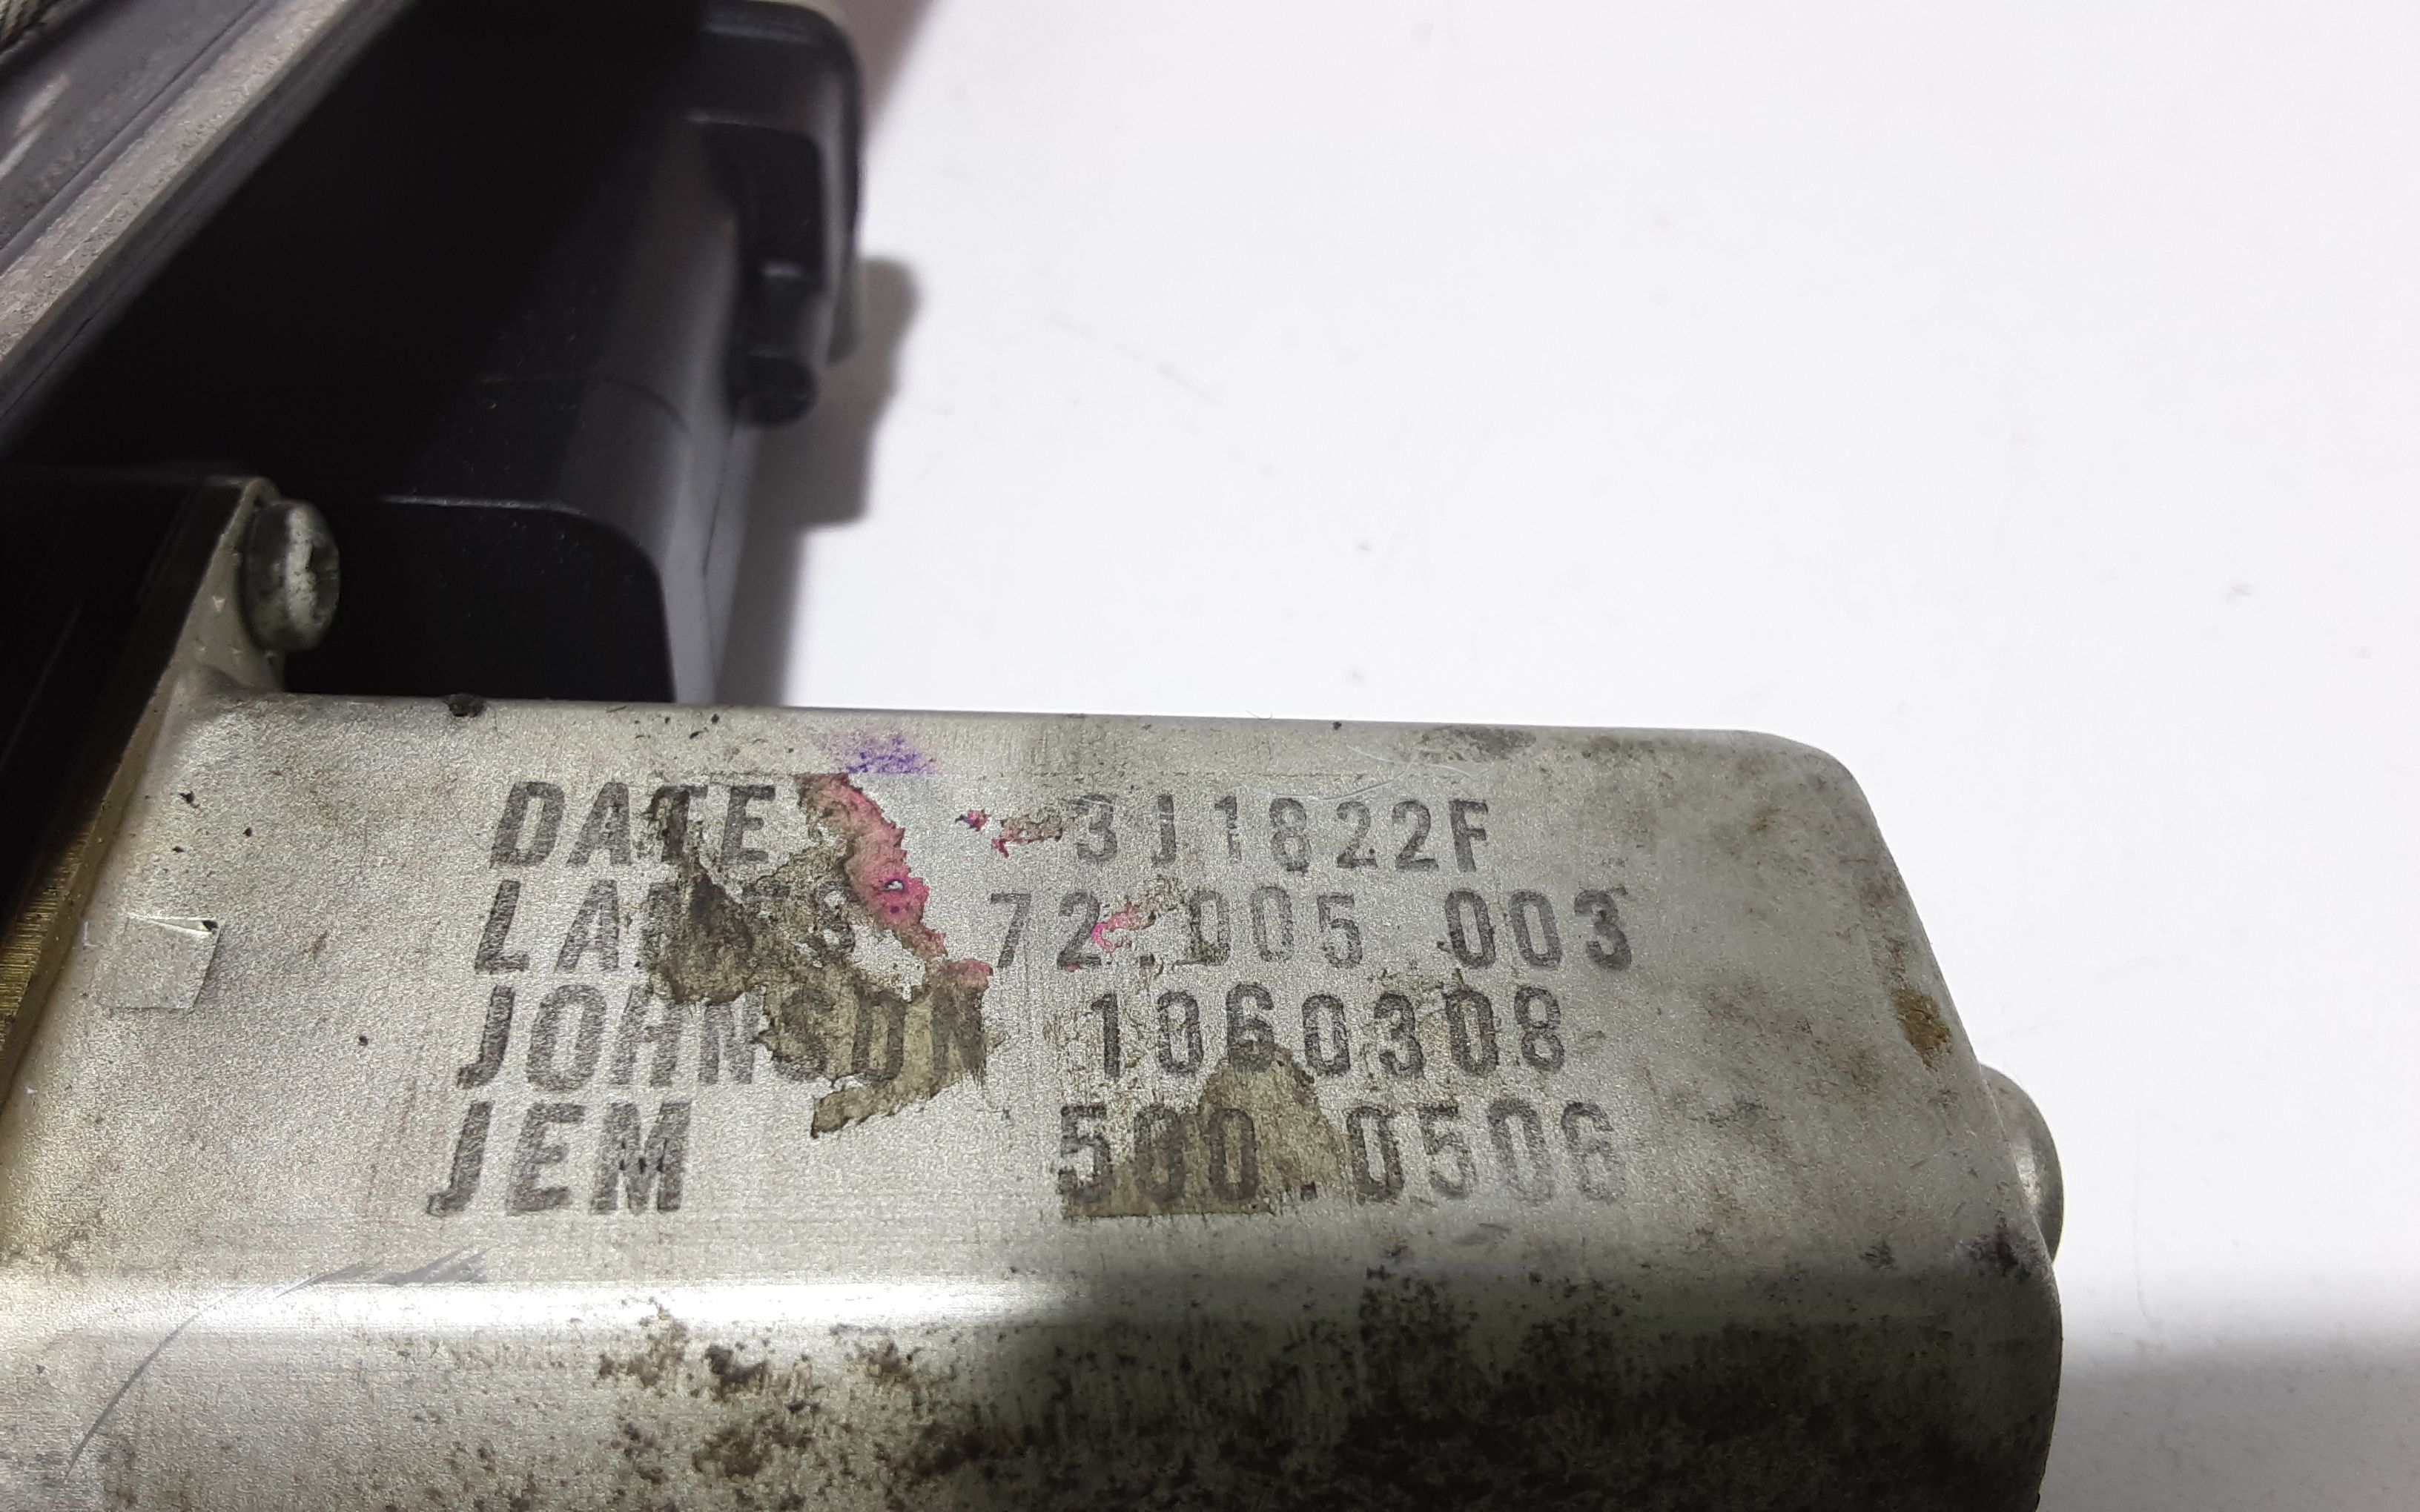 DATE 3J1822F
72.005.003
JOHNSON 1060308
JEM 500.0506